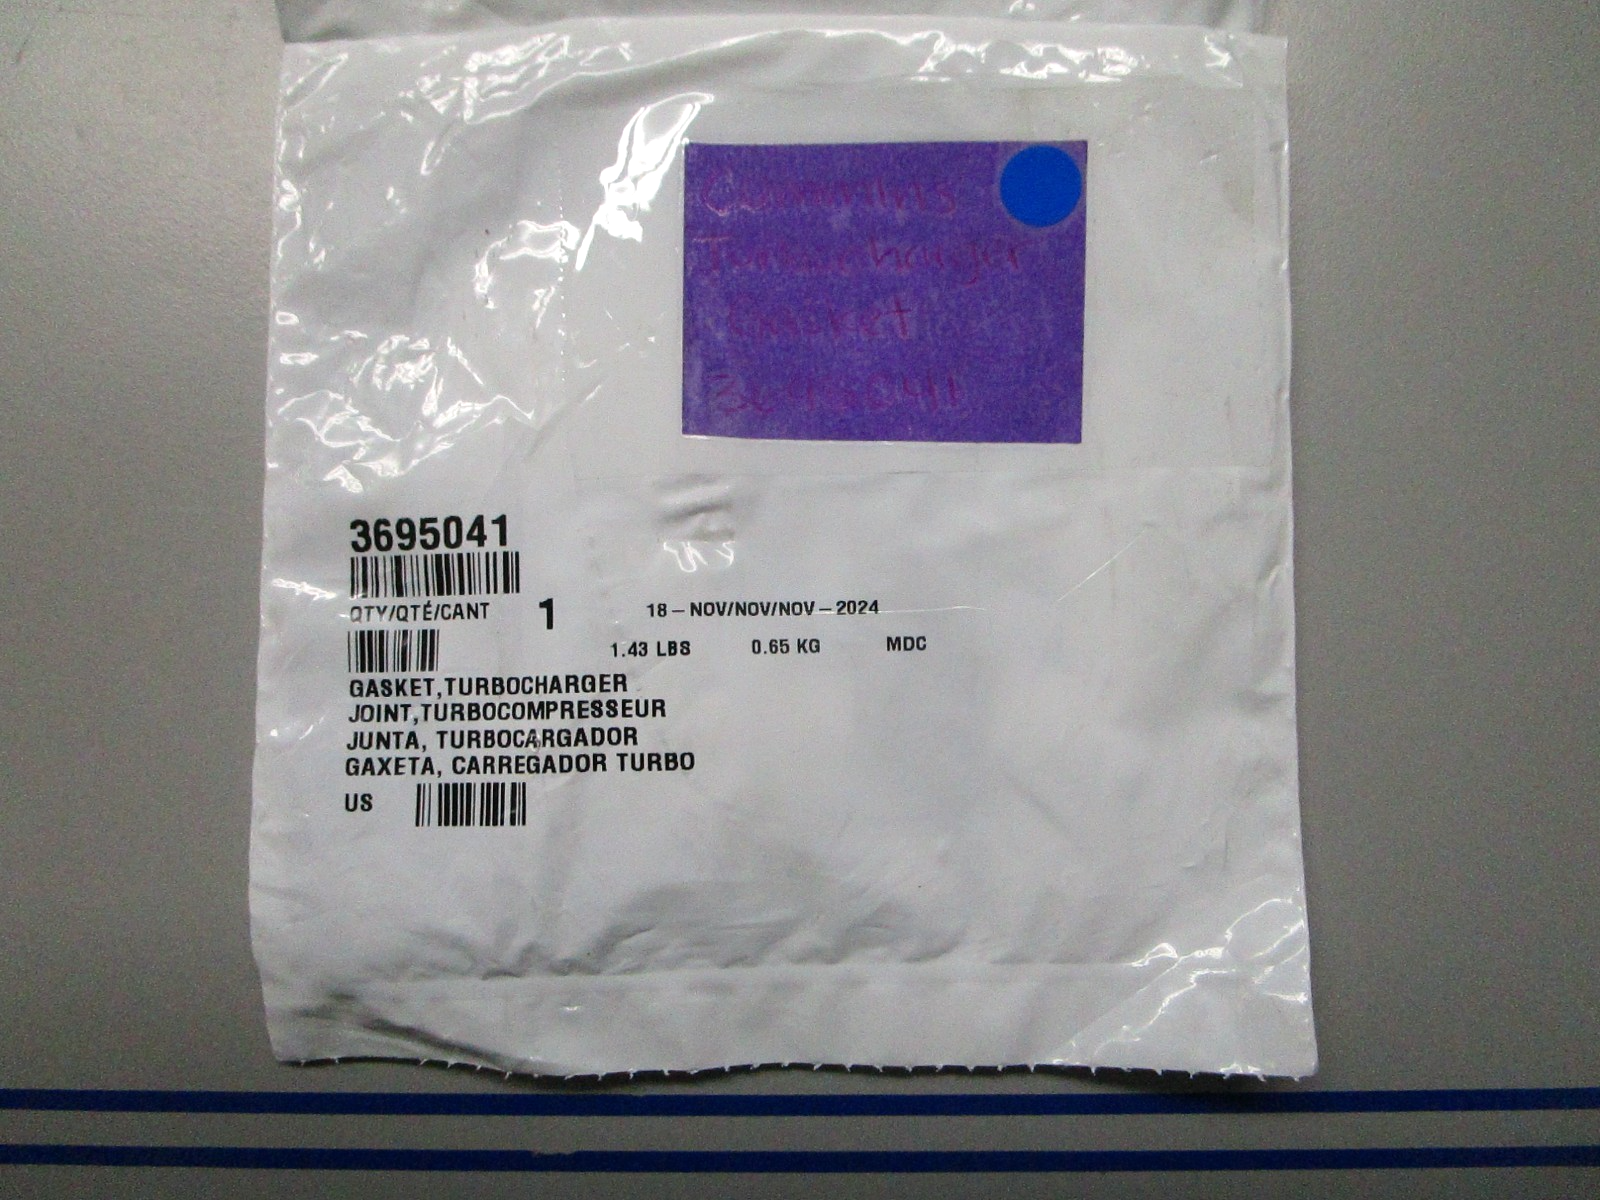 Cummins
Turbocharger
Gasket
3695041
3695041
QTY/QTÉ/CANT 1 18 – NOV/NOV/NOV – 2024
1.43 LBS 0.65 KG MDC
GASKET,TURBOCHARGER
JOINT,TURBOCOMPRESSEUR
JUNTA, TURBOCARGADOR
GAXETA, CARREGADOR TURBO
US